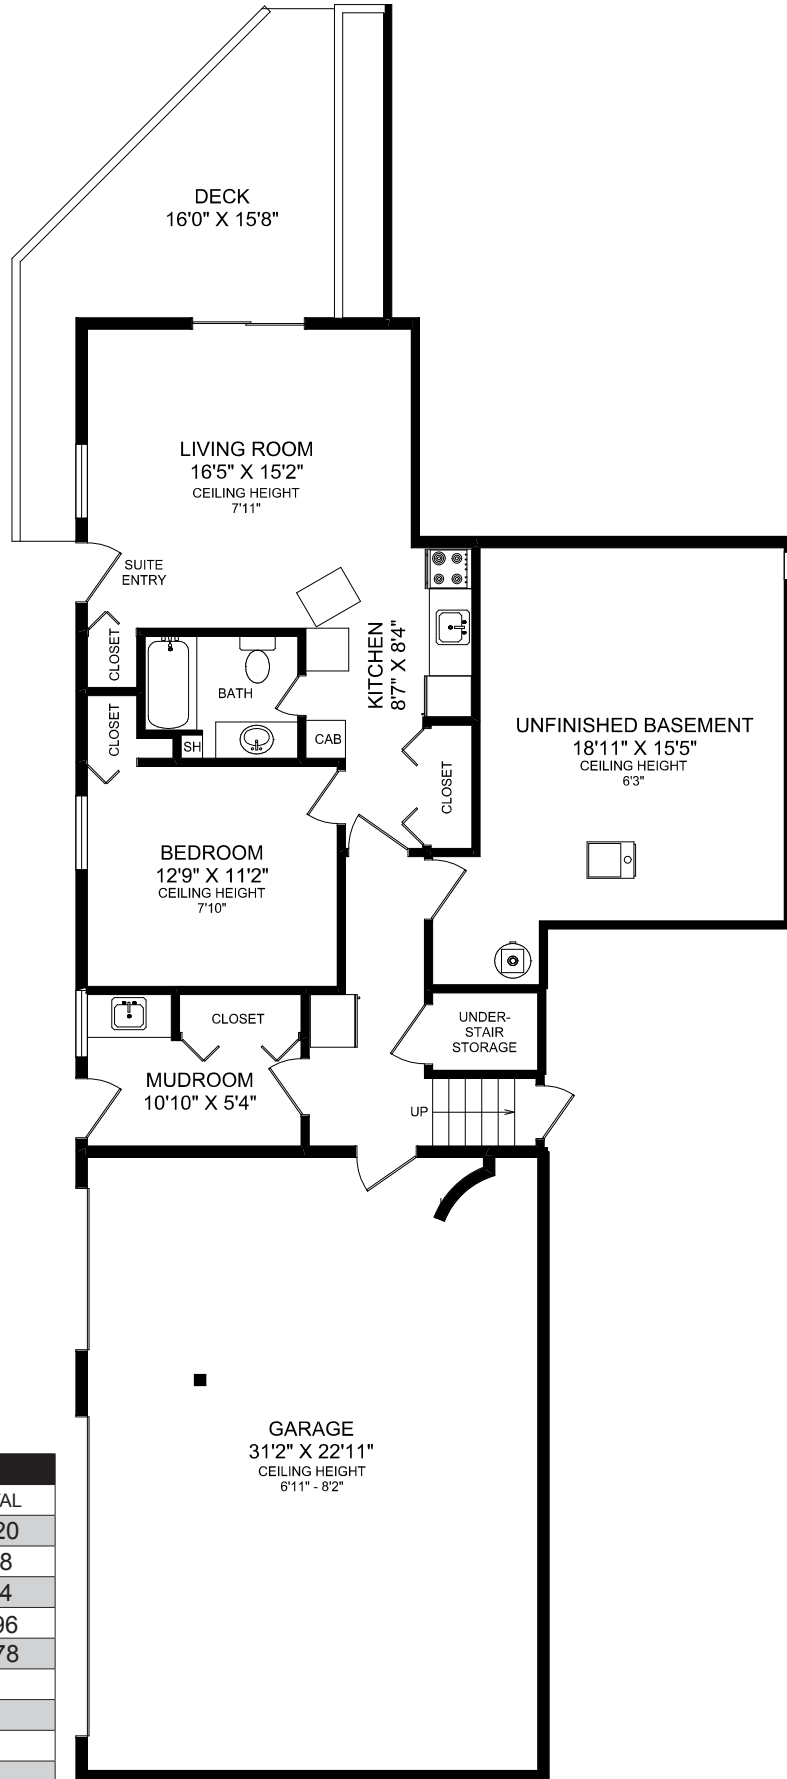 DECK
16'0" X 15'8"
LIVING ROOM
16'5" X 15'2"
CEILING HEIGHT
7'11"
SUITE
ENTRY
CLOSET
BATH
KITCHEN
8'7" X 8'4"
CLOSET
SH
CAB
CLOSET
UNFINISHED BASEMENT
18'11" X 15'5"
CEILING HEIGHT
6'3"
BEDROOM
12'9" X 11'2"
CEILING HEIGHT
7'10"
CLOSET
UNDER-
STAIR
STORAGE
MUDROOM
10'10" X 5'4"
UP
GARAGE
31'2" X 22'11"
CEILING HEIGHT
6'11" - 8'2"